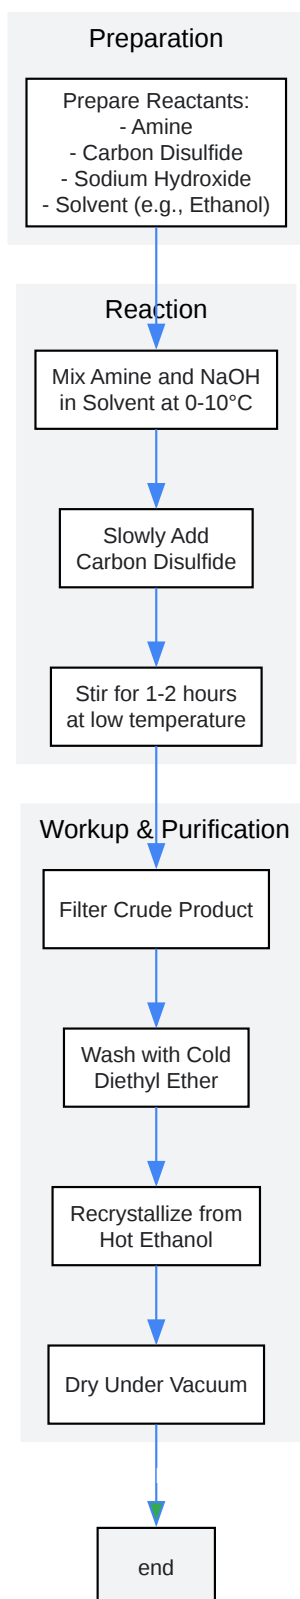 Preparation
Prepare Reactants:
- Amine
- Carbon Disulfide
- Sodium Hydroxide
- Solvent (e.g., Ethanol)
Reaction
Mix Amine and NaOH
in Solvent at 0-10°C
Slowly Add
Carbon Disulfide
Stir for 1-2 hours
at low temperature
Workup & Purification
Filter Crude Product
Wash with Cold
Diethyl Ether
Recrystallize from
Hot Ethanol
Dry Under Vacuum
end